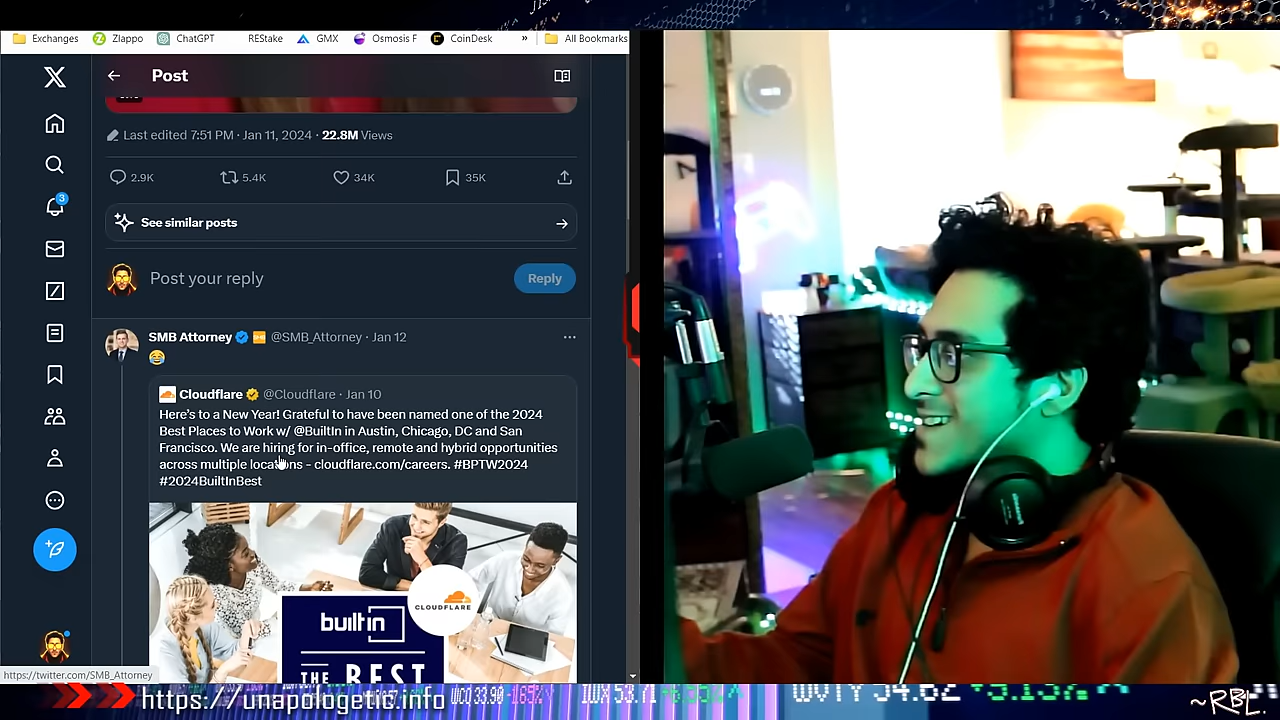 Exchanges
Zlappo
ChatGPT
REStake
GMX
Osmosis F
CoinDesk
»
All Bookmarks
Post
Last edited 7:51 PM · Jan 11, 2024 · 22.8M Views
2.9K
5.4K
34K
35K
See similar posts
3
Post your reply
Reply
SMB Attorney @SMB_Attorney · Jan 12
😂
Cloudflare @Cloudflare · Jan 10
Here's to a New Year! Grateful to have been named one of the 2024
Best Places to Work w/ @BuiltIn in Austin, Chicago, DC and San
Francisco. We are hiring for in-office, remote and hybrid opportunities
across multiple locations - cloudflare.com/careers. #BPTW2024
#2024BuiltInBest
CLOUDFLARE
built in
THE BEST
https://twitter.com/SMB_Attorney
https://unapologetic.info
~RBL.